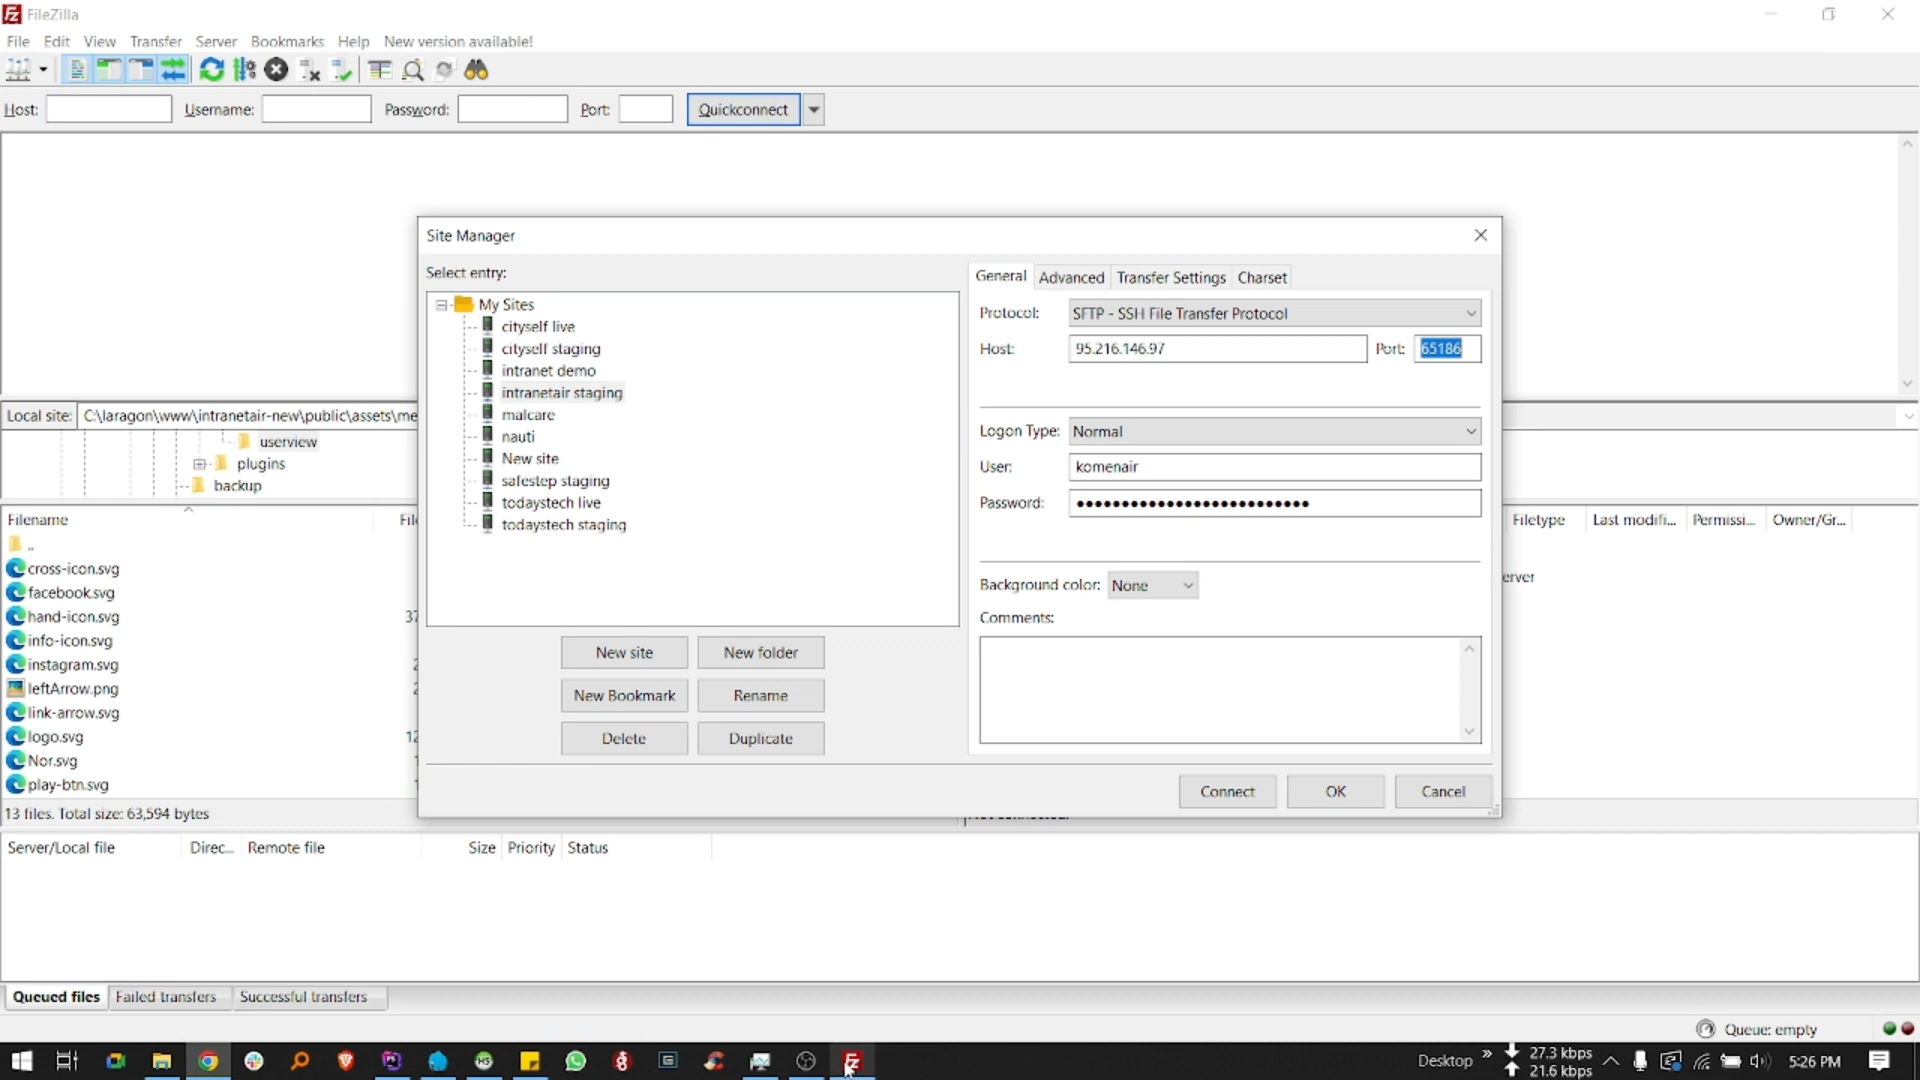 FileZilla
File Edit View Transfer Server Bookmarks Help New version available!
Host: Username: Password: Port: Quickconnect
Site Manager
Select entry:
My Sites
cityself live
cityself staging
intranet demo
intranetair staging
malcare
nauti
New site
safestep staging
todaystech live
todaystech staging
New site New folder
New Bookmark Rename
Delete Duplicate
General Advanced Transfer Settings Charset
Protocol: SFTP - SSH File Transfer Protocol
Host: 95.216.146.97 Port: 65186
Logon Type: Normal
User: komenair
Password: ••••••••••••••••••••••••••
Background color: None
Comments:
Connect OK Cancel
Local site: C:\laragon\www\intranetair-new\public\assets\me
userview
plugins
backup
Filename File
..
cross-icon.svg
facebook.svg
hand-icon.svg 37
info-icon.svg
instagram.svg 2
leftArrow.png 2
link-arrow.svg
logo.svg 12
Nor.svg 1
play-btn.svg 1
13 files. Total size: 63,594 bytes
Filetype Last modifi... Permissi... Owner/Gr...
erver
Server/Local file Direc... Remote file Size Priority Status
Queued files Failed transfers Successful transfers
Queue: empty
Desktop 27.3 kbps
21.6 kbps
5:26 PM